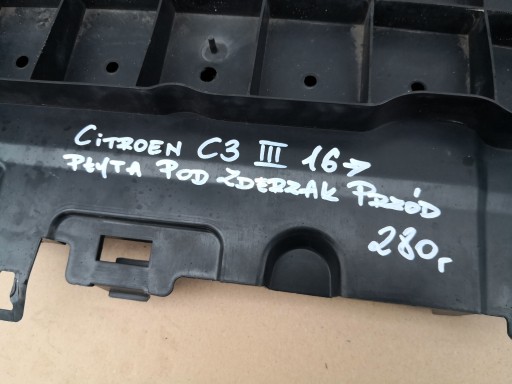 CiTROEN C3 III 16→
PŁYTA POD ZDERZAK PRZÓD
280,-